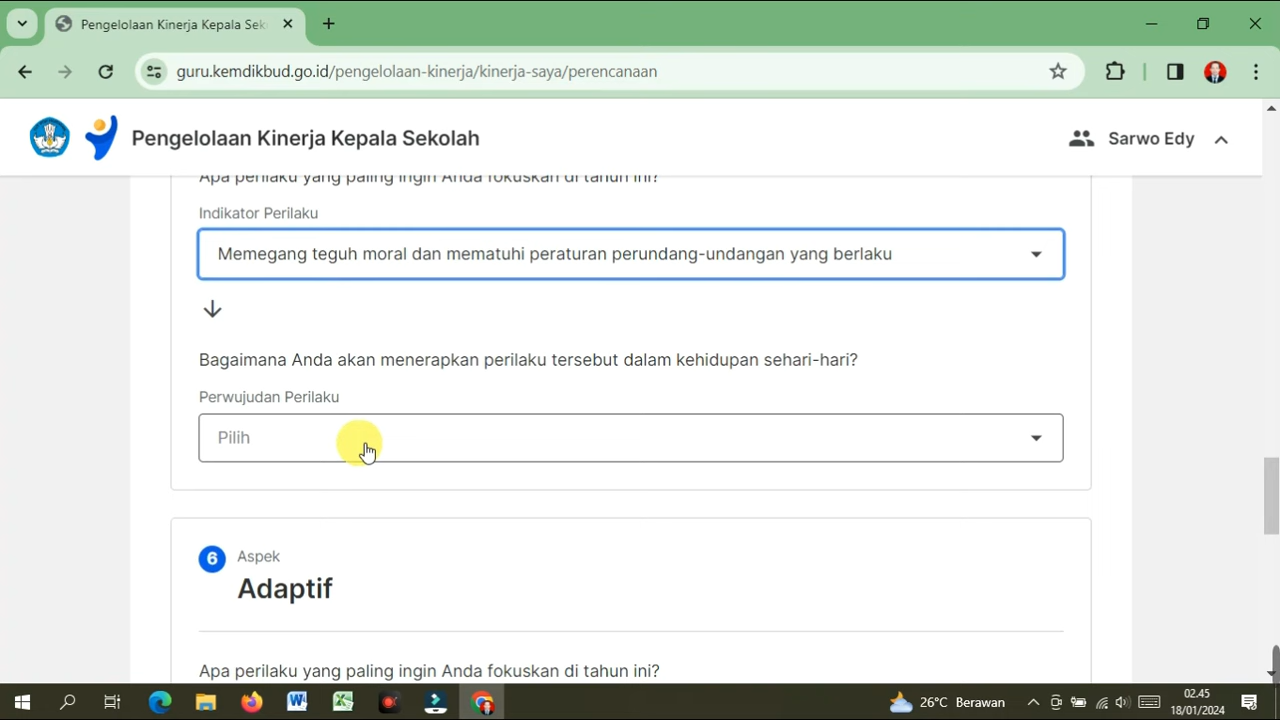 Pengelolaan Kinerja Kepala Sek
guru.kemdikbud.go.id/pengelolaan-kinerja/kinerja-saya/perencanaan
Pengelolaan Kinerja Kepala Sekolah
Sarwo Edy
Apa perilaku yang paling ingin Anda fokuskan di tahun ini?
Indikator Perilaku
Memegang teguh moral dan mematuhi peraturan perundang-undangan yang berlaku
Bagaimana Anda akan menerapkan perilaku tersebut dalam kehidupan sehari-hari?
Perwujudan Perilaku
Pilih
6 Aspek
Adaptif
Apa perilaku yang paling ingin Anda fokuskan di tahun ini?
26°C Berawan
02.45
18/01/2024